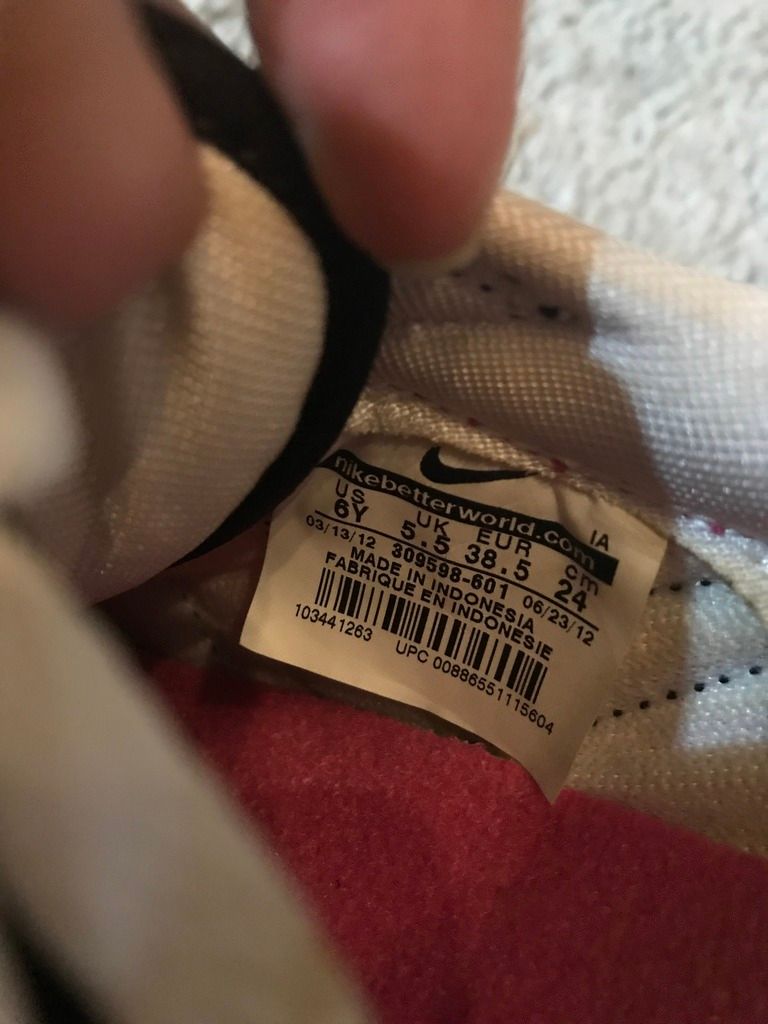 nikebetterworld.com
IA
US UK EUR cm
6Y 5.5 38.5 24
03/13/12 309598-601 06/23/12
MADE IN INDONESIA
FABRIQUE EN INDONESIE
103441263 UPC 00886551115604